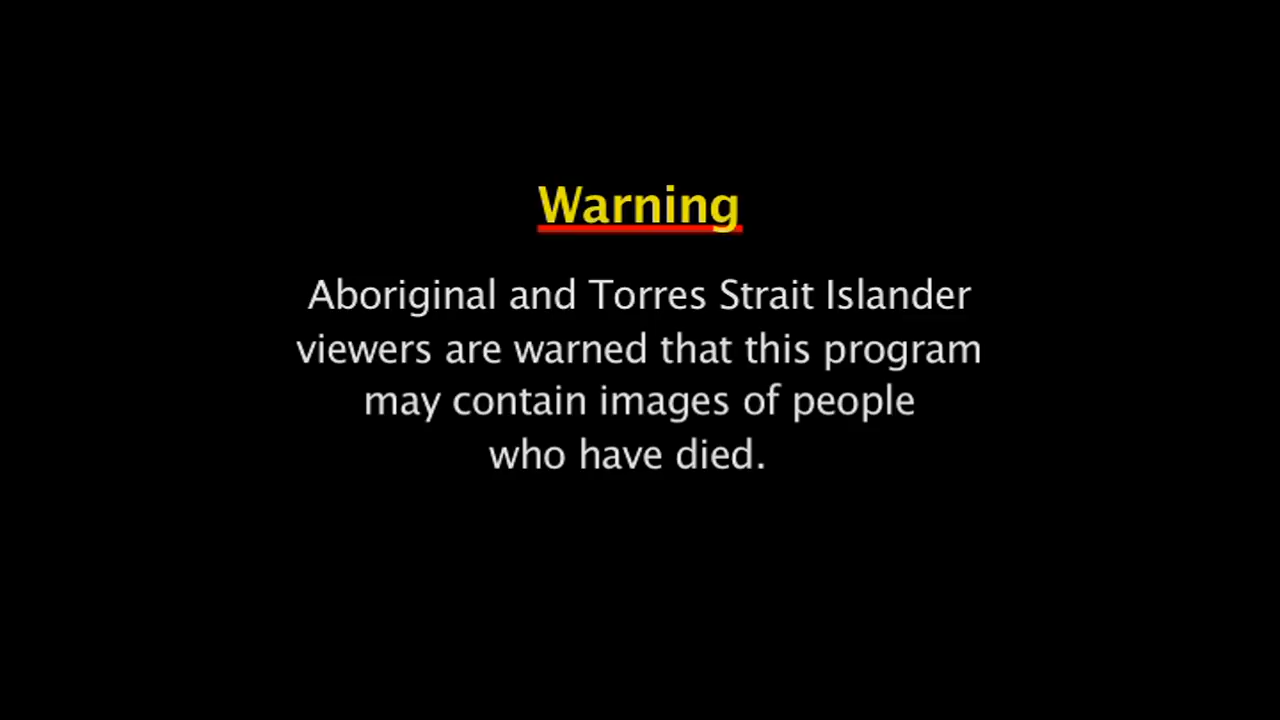 Warning
Aboriginal and Torres Strait Islander
viewers are warned that this program
may contain images of people
who have died.